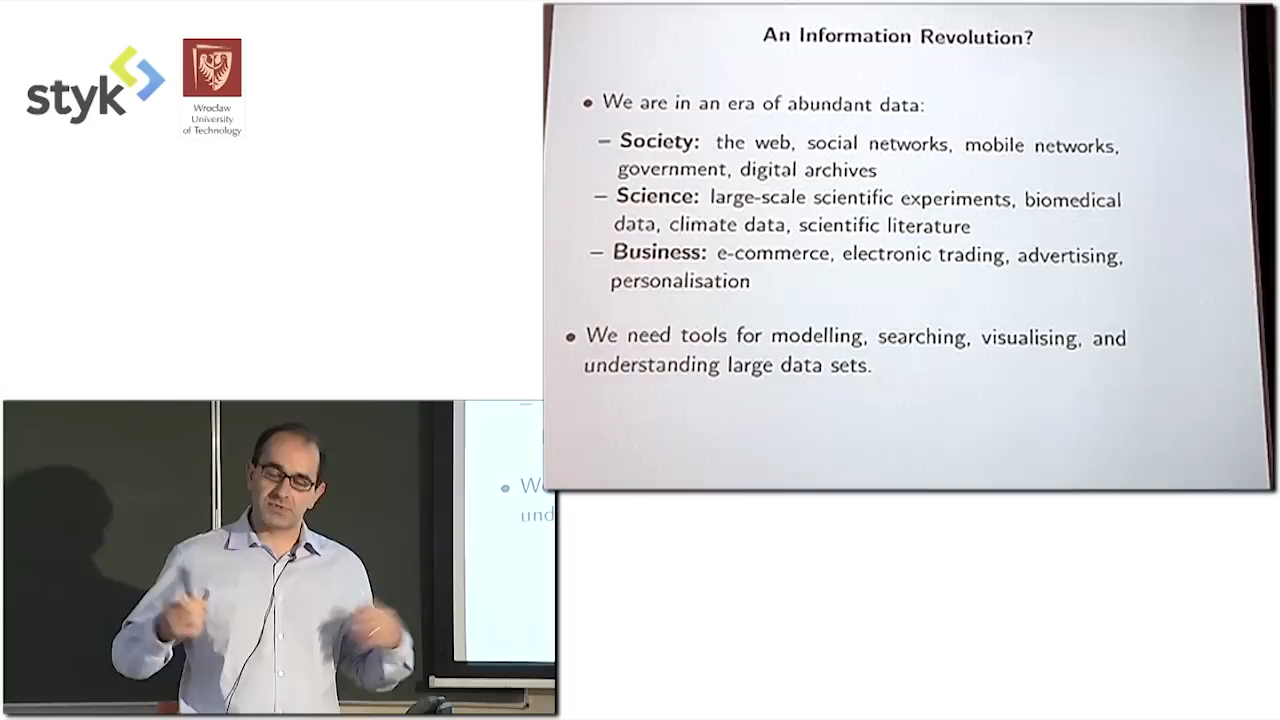 styk
Wrocław
University
of Technology
An Information Revolution?
• We are in an era of abundant data:
– Society: the web, social networks, mobile networks,
government, digital archives
– Science: large-scale scientific experiments, biomedical
data, climate data, scientific literature
– Business: e-commerce, electronic trading, advertising,
personalisation
• We need tools for modelling, searching, visualising, and
understanding large data sets.
• We
und